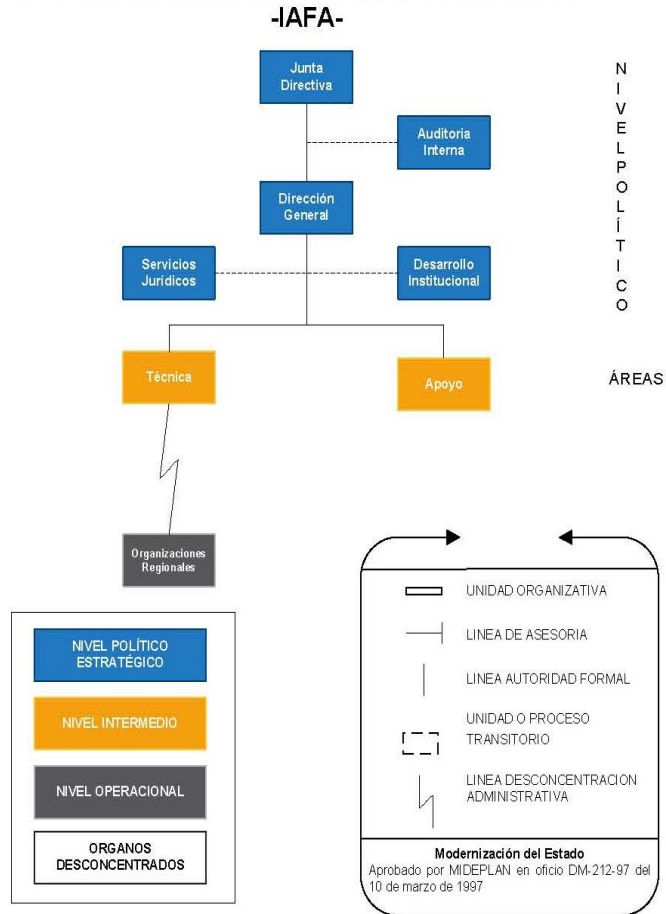 -IAFA-
Junta
Directiva
Auditoria
Interna
Dirección
General
Servicios
Jurídicos
Desarrollo
Institucional
NIVELPOLÍTICO
Técnica
Apoyo
ÁREAS
Organizaciones
Regionales
NIVEL POLÍTICO
ESTRATÉGICO
NIVEL INTERMEDIO
NIVEL OPERACIONAL
ORGANOS
DESCONCENTRADOS
UNIDAD ORGANIZATIVA
LINEA DE ASESORIA
LINEA AUTORIDAD FORMAL
UNIDAD O PROCESO
TRANSITORIO
LINEA DESCONCENTRACION
ADMINISTRATIVA
Modernización del Estado
Aprobado por MIDEPLAN en oficio DM-212-97 del
10 de marzo de 1997